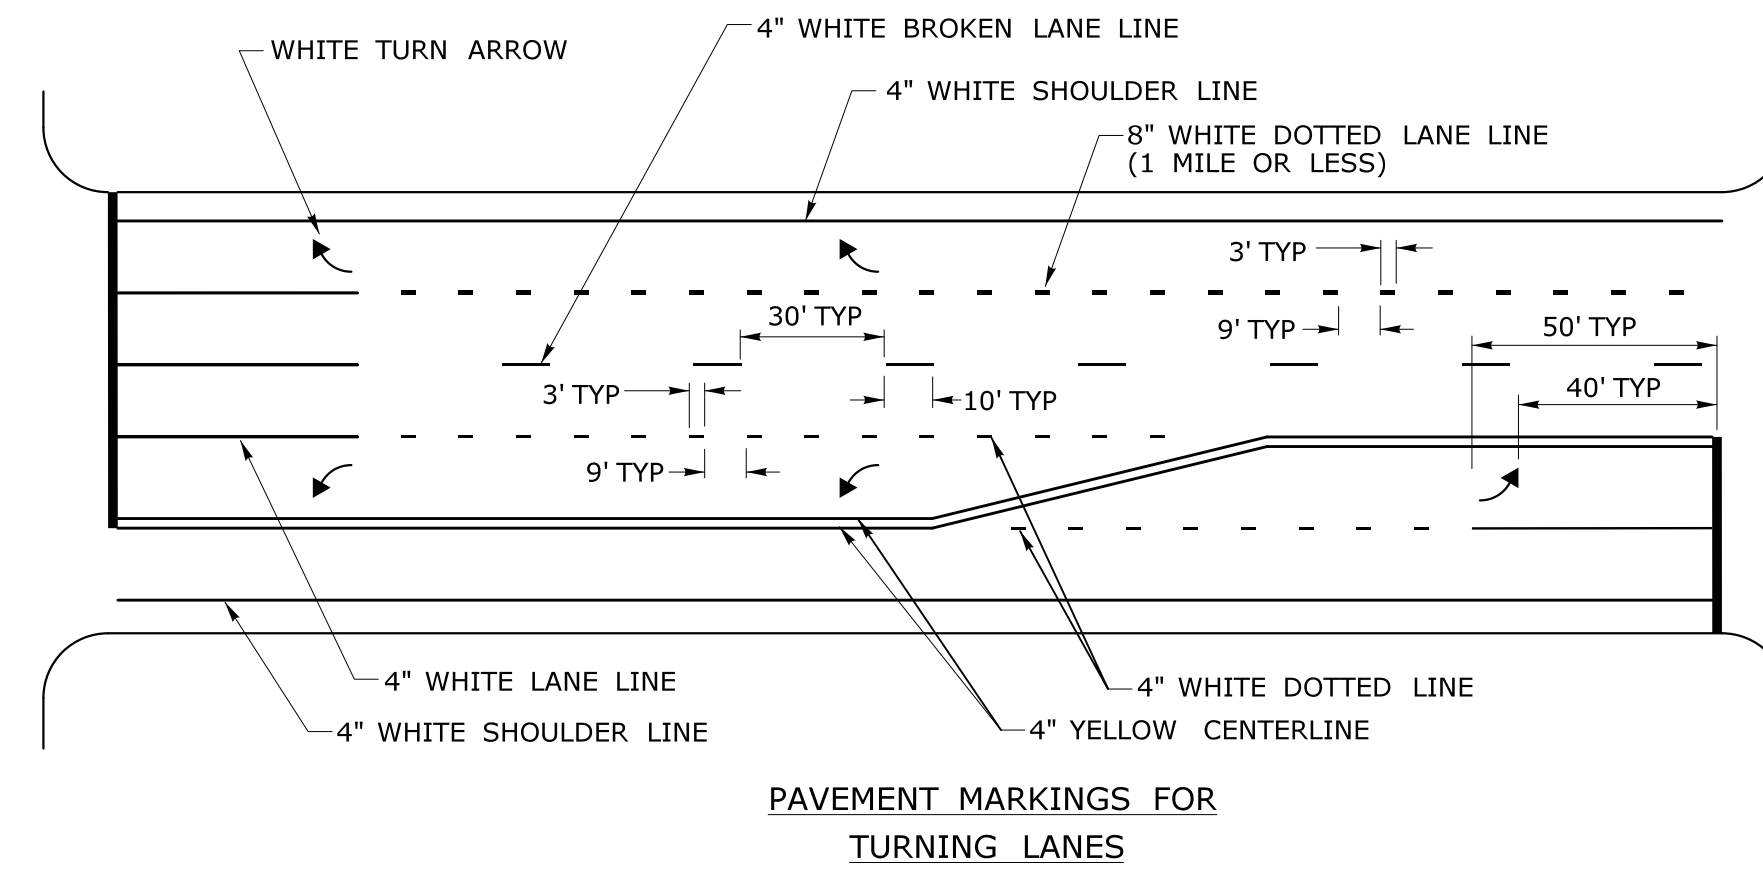 4" WHITE BROKEN LANE LINE
WHITE TURN ARROW
4" WHITE SHOULDER LINE
8" WHITE DOTTED LANE LINE
(1 MILE OR LESS)
3' TYP
30' TYP
9' TYP
50' TYP
3' TYP
10' TYP
40' TYP
9' TYP
4" WHITE LANE LINE
4" WHITE DOTTED LINE
4" WHITE SHOULDER LINE
4" YELLOW CENTERLINE
PAVEMENT MARKINGS FOR
TURNING LANES